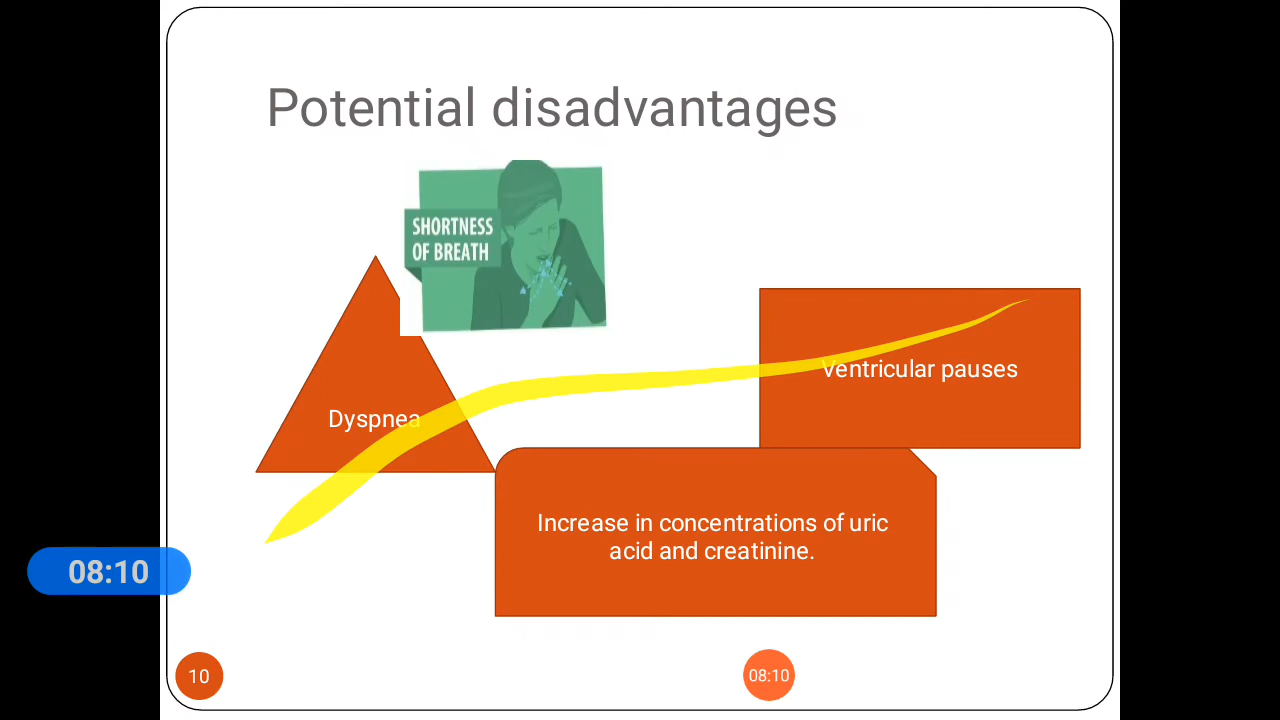 Potential disadvantages
SHORTNESS
OF BREATH
Dyspnea
Ventricular pauses
Increase in concentrations of uric
acid and creatinine.
08:10
10
08:10